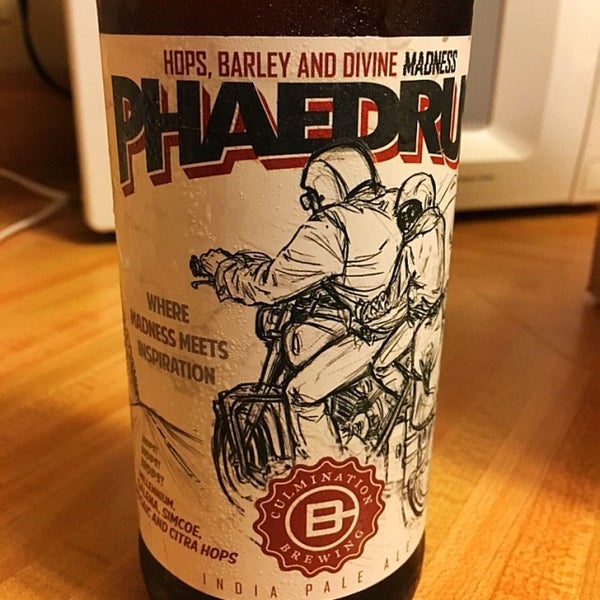 HOPS, BARLEY AND DIVINE MADNESS
PHAEDRU
WHERE
MADNESS MEETS
INSPIRATION
SIMCOE,
AND CITRA HOPS
CULMINATION
B
BREWING
INDIA PALE ALE